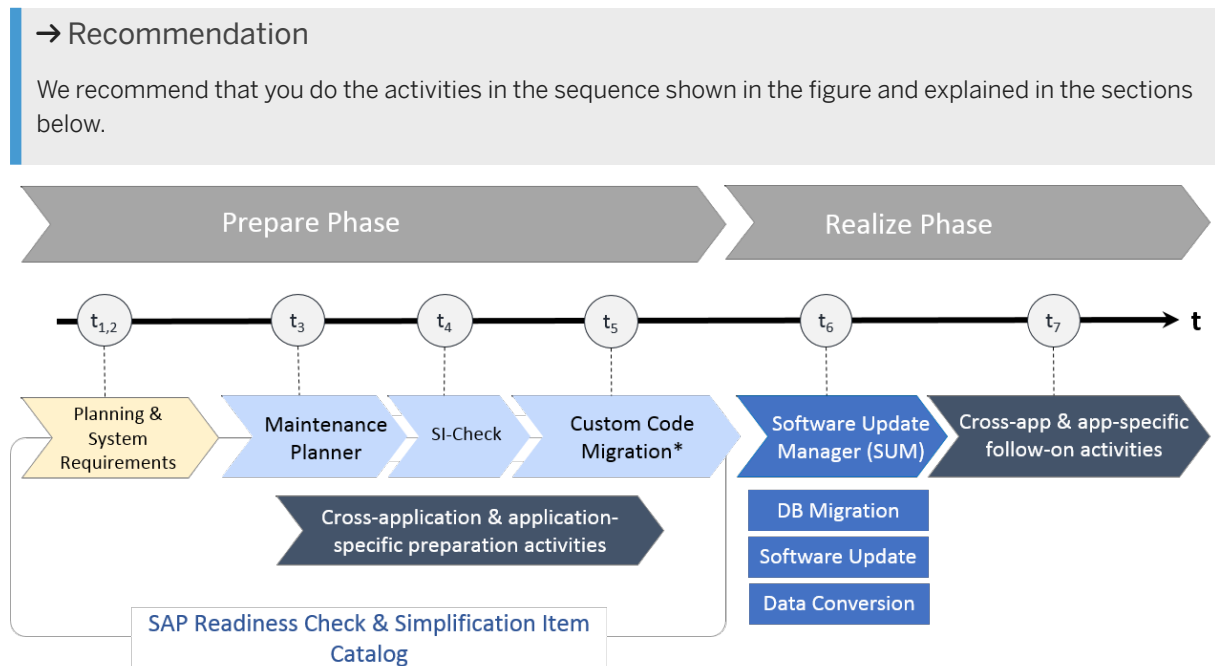 → Recommendation
We recommend that you do the activities in the sequence shown in the figure and explained in the sections
below.
Prepare Phase
Realize Phase
t1,2
t3
t4
t5
t6
t7
t
Planning &
System
Requirements
Maintenance
Planner
SI-Check
Custom Code
Migration*
Software Update
Manager (SUM)
Cross-app & app-specific
follow-on activities
Cross-application & application-
specific preparation activities
DB Migration
Software Update
Data Conversion
SAP Readiness Check & Simplification Item
Catalog